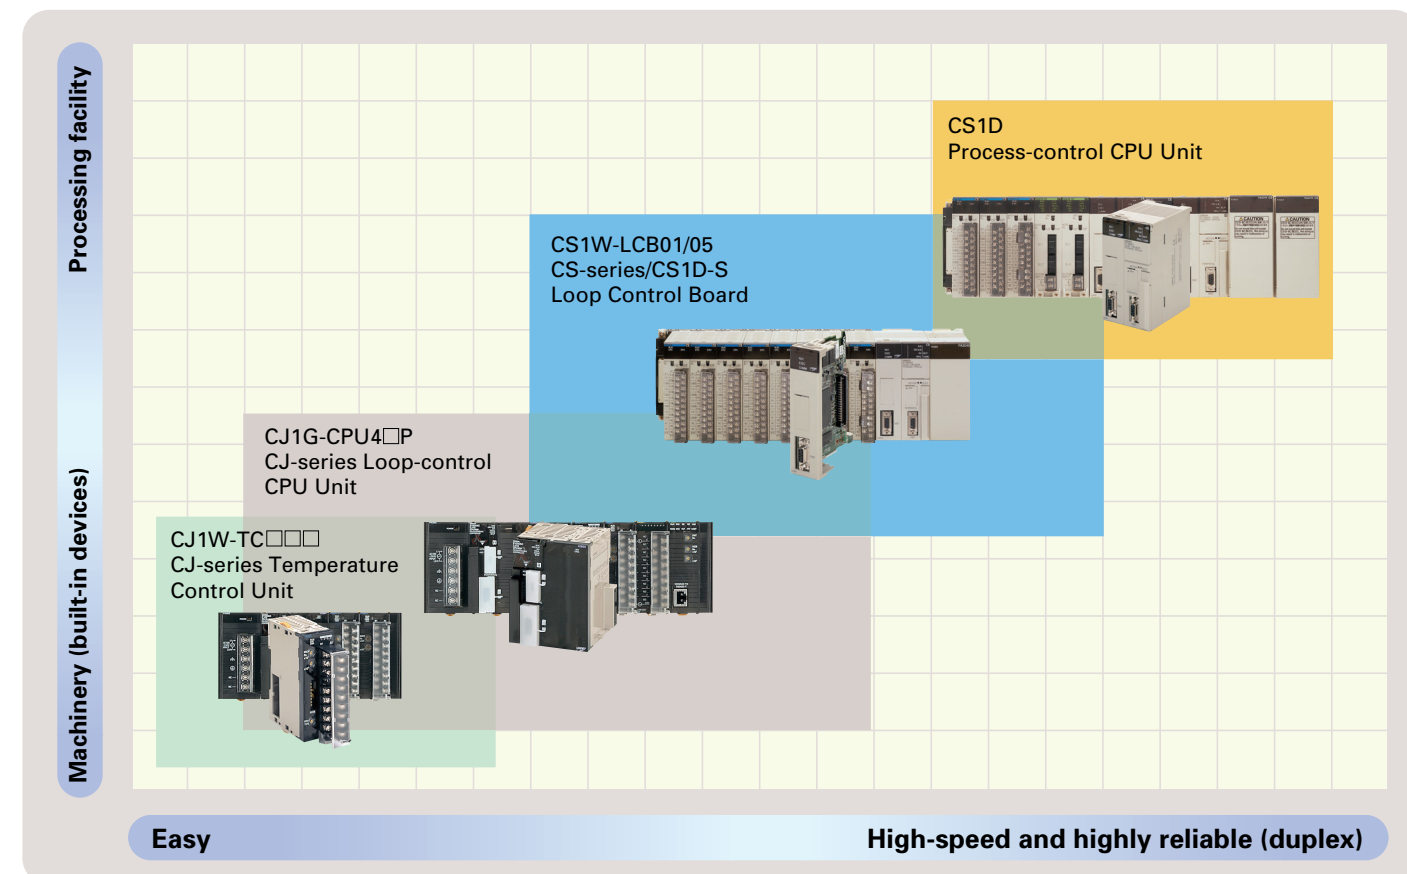 Processing facility
Machinery (built-in devices)
CS1D
Process-control CPU Unit
CS1W-LCB01/05
CS-series/CS1D-S
Loop Control Board
CJ1G-CPU4□P
CJ-series Loop-control
CPU Unit
CJ1W-TC□□□
CJ-series Temperature
Control Unit
CAUTION
CAUTION
Easy
High-speed and highly reliable (duplex)